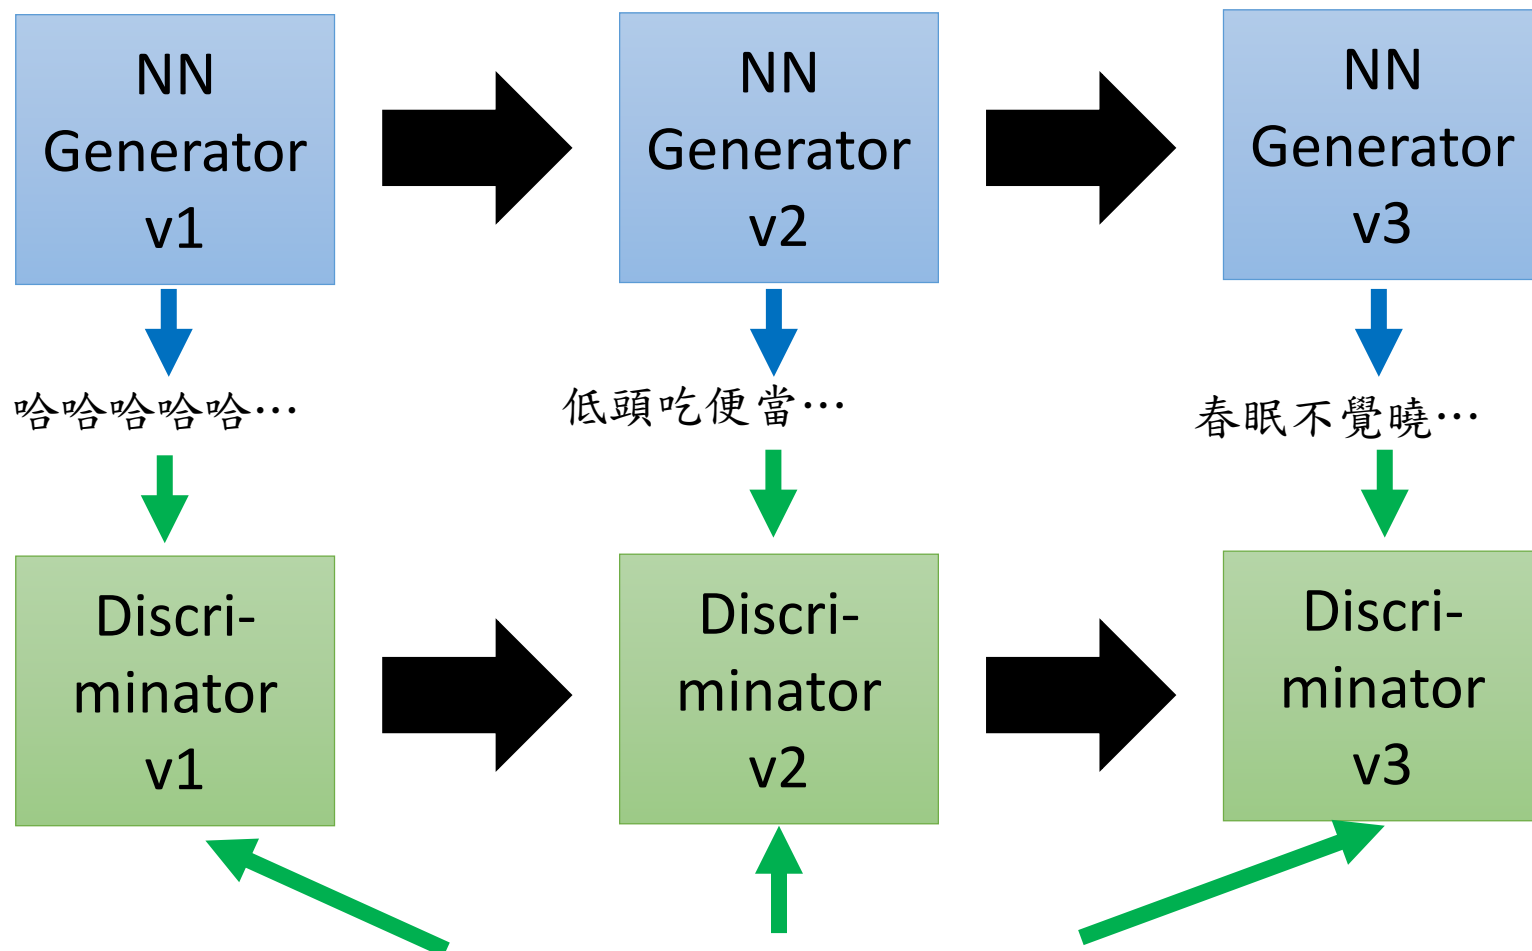 NN
Generator
v1
NN
Generator
v2
NN
Generator
v3
哈哈哈哈哈…
低頭吃便當…
春眠不覺曉…
Discri-
minator
v1
Discri-
minator
v2
Discri-
minator
v3